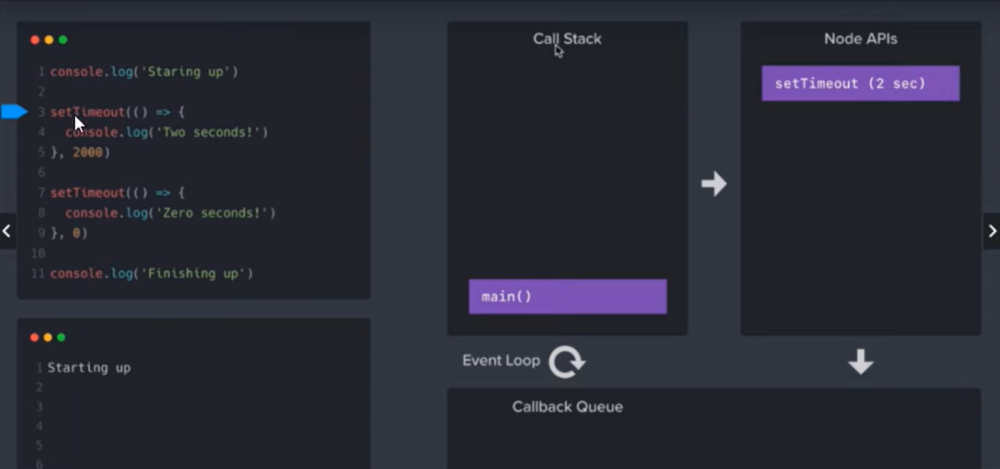 1 console.log('Staring up')
2
3 setTimeout(() => {
4 console.log('Two seconds!')
5 }, 2000)
6
7 setTimeout(() => {
8 console.log('Zero seconds!')
9 }, 0)
10
11 console.log('Finishing up')
1 Starting up
2
3
4
5
6
Call Stack
main()
Event Loop
Node APIs
setTimeout (2 sec)
Callback Queue